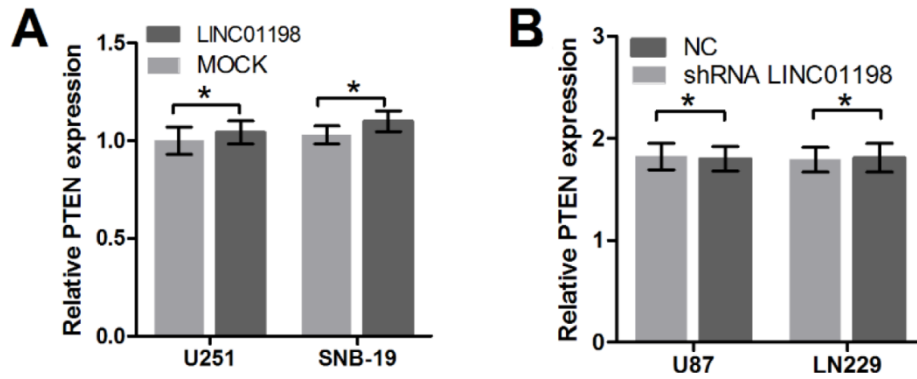 A
LINC01198
MOCK
Relative PTEN expression
1.5
1.0
0.5
0.0
*
*
U251
SNB-19
B
NC
shRNA LINC01198
Relative PTEN expression
3
2
1
0
*
*
U87
LN229